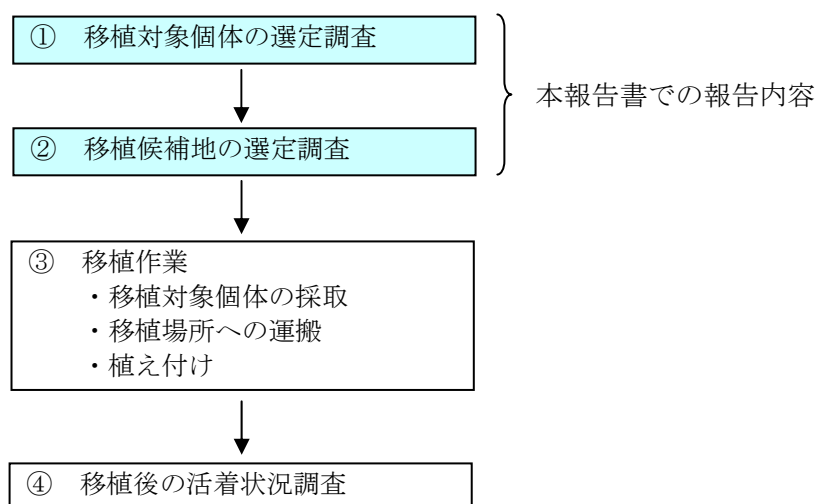 ① 移植対象個体の選定調査
本報告書での報告内容
② 移植候補地の選定調査
③ 移植作業
・移植対象個体の採取
・移植場所への運搬
・植え付け
④ 移植後の活着状況調査